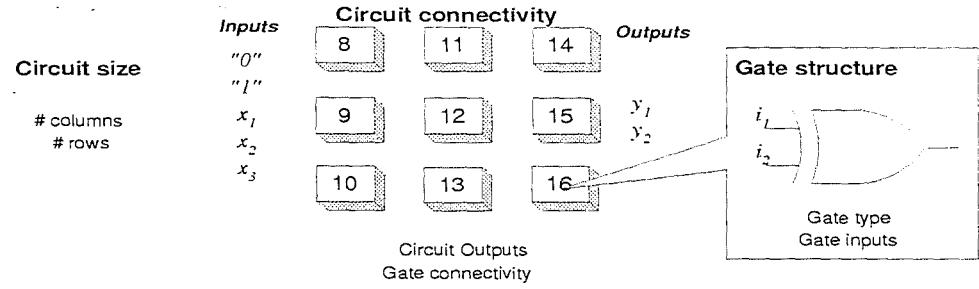 Circuit connectivity
Inputs
Outputs
Circuit size
# columns
# rows
"0"
"1"
x1
x2
x3
8
11
14
9
12
15
10
13
16
y1
y2
Gate structure
i1
i2
Gate type
Gate inputs
Circuit Outputs
Gate connectivity